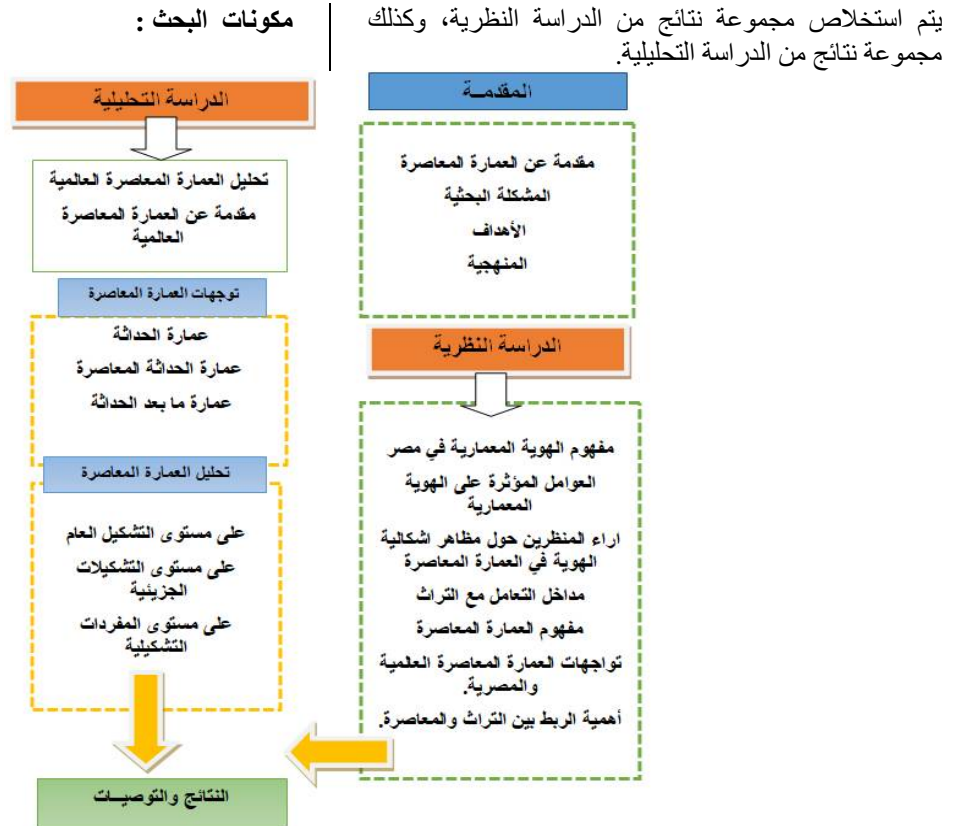 يتم استخلاص مجموعة نتائج من الدراسة النظرية، وكذلك
مجموعة نتائج من الدراسة التحليلية.
المقدمــة
مقدمة عن العمارة المعاصرة
المشكلة البحثية
الأهداف
المنهجية
الدراسة النظرية
مفهوم الهوية المعمارية في مصر
العوامل المؤثرة على الهوية
المعمارية
اراء المنظرين حول مظاهر اشكالية
الهوية في العمارة المعاصرة
مداخل التعامل مع التراث
مفهوم العمارة المعاصرة
تواجهات العمارة المعاصرة العالمية
والمصرية.
أهمية الربط بين التراث والمعاصرة.
مكونات البحث :
الدراسة التحليلية
تحليل العمارة المعاصرة العالمية
مقدمة عن العمارة المعاصرة
العالمية
توجهات العمارة المعاصرة
عمارة الحداثة
عمارة الحداثة المعاصرة
عمارة ما بعد الحداثة
تحليل العمارة المعاصرة
على مستوى التشكيل العام
على مستوى التشكيلات
الجزيئية
على مستوى المفردات
التشكيلية
النتائج والتوصيــات